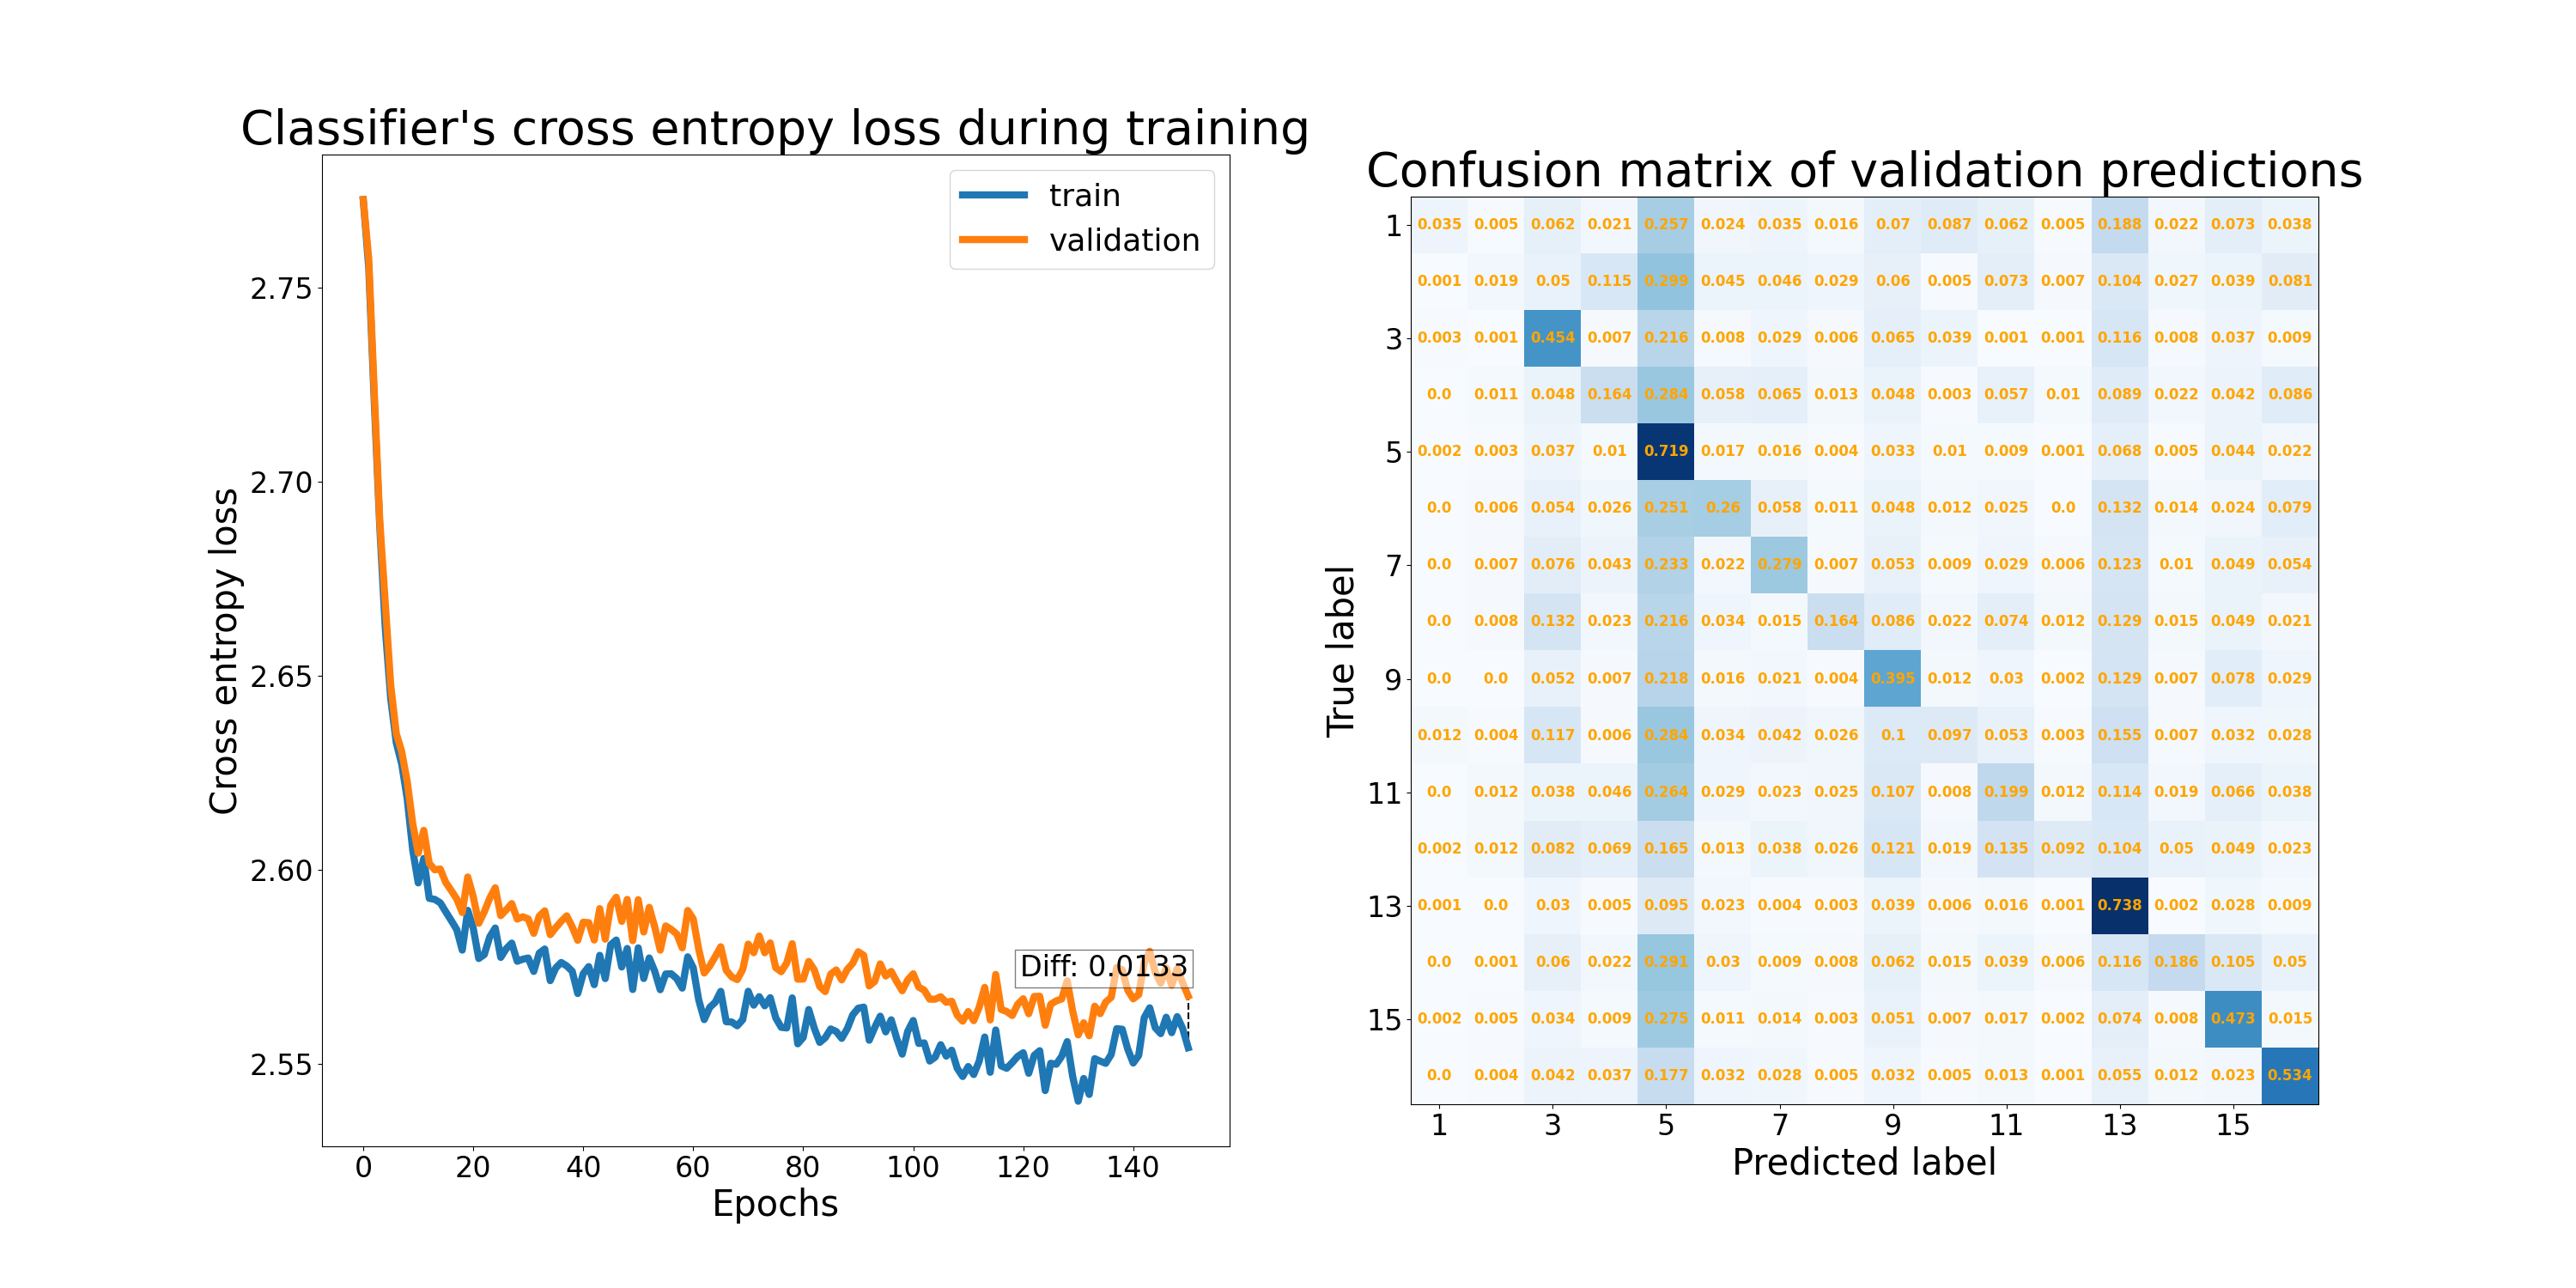 Classifier's cross entropy loss during training
train
validation
2.75
2.70
2.65
2.60
2.55
Cross entropy loss
Diff: 0.0133
0 20 40 60 80 100 120 140
Epochs
Confusion matrix of validation predictions
True label
1 0.035 0.005 0.062 0.021 0.257 0.024 0.035 0.016 0.07 0.087 0.062 0.005 0.188 0.022 0.073 0.038
0.001 0.019 0.05 0.115 0.299 0.045 0.046 0.029 0.06 0.005 0.073 0.007 0.104 0.027 0.039 0.081
3 0.003 0.001 0.454 0.007 0.216 0.008 0.029 0.006 0.065 0.039 0.001 0.001 0.116 0.008 0.037 0.009
0.0 0.011 0.048 0.164 0.284 0.058 0.065 0.013 0.048 0.003 0.057 0.01 0.089 0.022 0.042 0.086
5 0.002 0.003 0.037 0.01 0.719 0.017 0.016 0.004 0.033 0.01 0.009 0.001 0.068 0.005 0.044 0.022
0.0 0.006 0.054 0.026 0.251 0.26 0.058 0.011 0.048 0.012 0.025 0.0 0.132 0.014 0.024 0.079
7 0.0 0.007 0.076 0.043 0.233 0.022 0.279 0.007 0.053 0.009 0.029 0.006 0.123 0.01 0.049 0.054
0.0 0.008 0.132 0.023 0.216 0.034 0.015 0.164 0.086 0.022 0.074 0.012 0.129 0.015 0.049 0.021
9 0.0 0.0 0.052 0.007 0.218 0.016 0.021 0.004 0.395 0.012 0.03 0.002 0.129 0.007 0.078 0.029
0.012 0.004 0.117 0.006 0.284 0.034 0.042 0.026 0.1 0.097 0.053 0.003 0.155 0.007 0.032 0.028
11 0.0 0.012 0.038 0.046 0.264 0.029 0.023 0.025 0.107 0.008 0.199 0.012 0.114 0.019 0.066 0.038
0.002 0.012 0.082 0.069 0.165 0.013 0.038 0.026 0.121 0.019 0.135 0.092 0.104 0.05 0.049 0.023
13 0.001 0.0 0.03 0.005 0.095 0.023 0.004 0.003 0.039 0.006 0.016 0.001 0.738 0.002 0.028 0.009
0.0 0.001 0.06 0.022 0.291 0.03 0.009 0.008 0.062 0.015 0.039 0.006 0.116 0.186 0.105 0.05
15 0.002 0.005 0.034 0.009 0.275 0.011 0.014 0.003 0.051 0.007 0.017 0.002 0.074 0.008 0.473 0.015
0.0 0.004 0.042 0.037 0.177 0.032 0.028 0.005 0.032 0.005 0.013 0.001 0.055 0.012 0.023 0.534
1 3 5 7 9 11 13 15
Predicted label